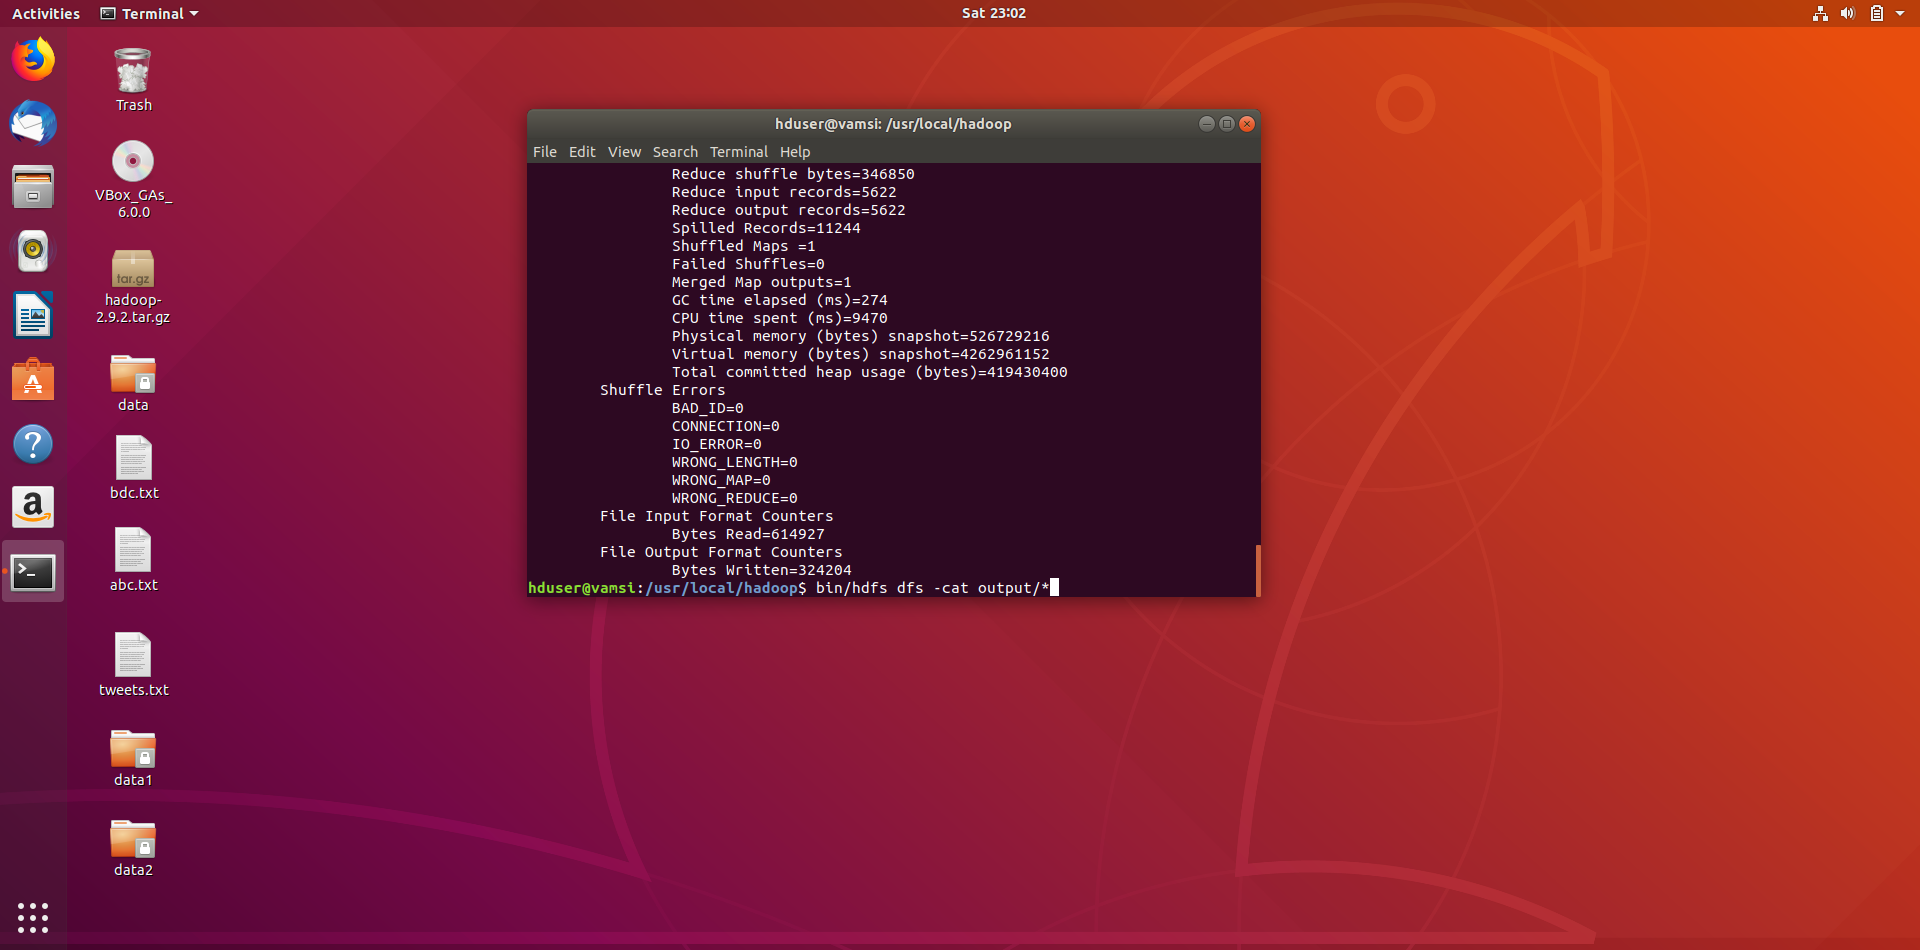 Activities Terminal Sat 23:02
Trash
VBox_GAs_
6.0.0
tar.gz
hadoop-
2.9.2.tar.gz
data
bdc.txt
abc.txt
tweets.txt
data1
data2
hduser@vamsi: /usr/local/hadoop
File Edit View Search Terminal Help
Reduce shuffle bytes=346850
Reduce input records=5622
Reduce output records=5622
Spilled Records=11244
Shuffled Maps =1
Failed Shuffles=0
Merged Map outputs=1
GC time elapsed (ms)=274
CPU time spent (ms)=9470
Physical memory (bytes) snapshot=526729216
Virtual memory (bytes) snapshot=4262961152
Total committed heap usage (bytes)=419430400
Shuffle Errors
BAD_ID=0
CONNECTION=0
IO_ERROR=0
WRONG_LENGTH=0
WRONG_MAP=0
WRONG_REDUCE=0
File Input Format Counters
Bytes Read=614927
File Output Format Counters
Bytes Written=324204
hduser@vamsi:/usr/local/hadoop$ bin/hdfs dfs -cat output/*